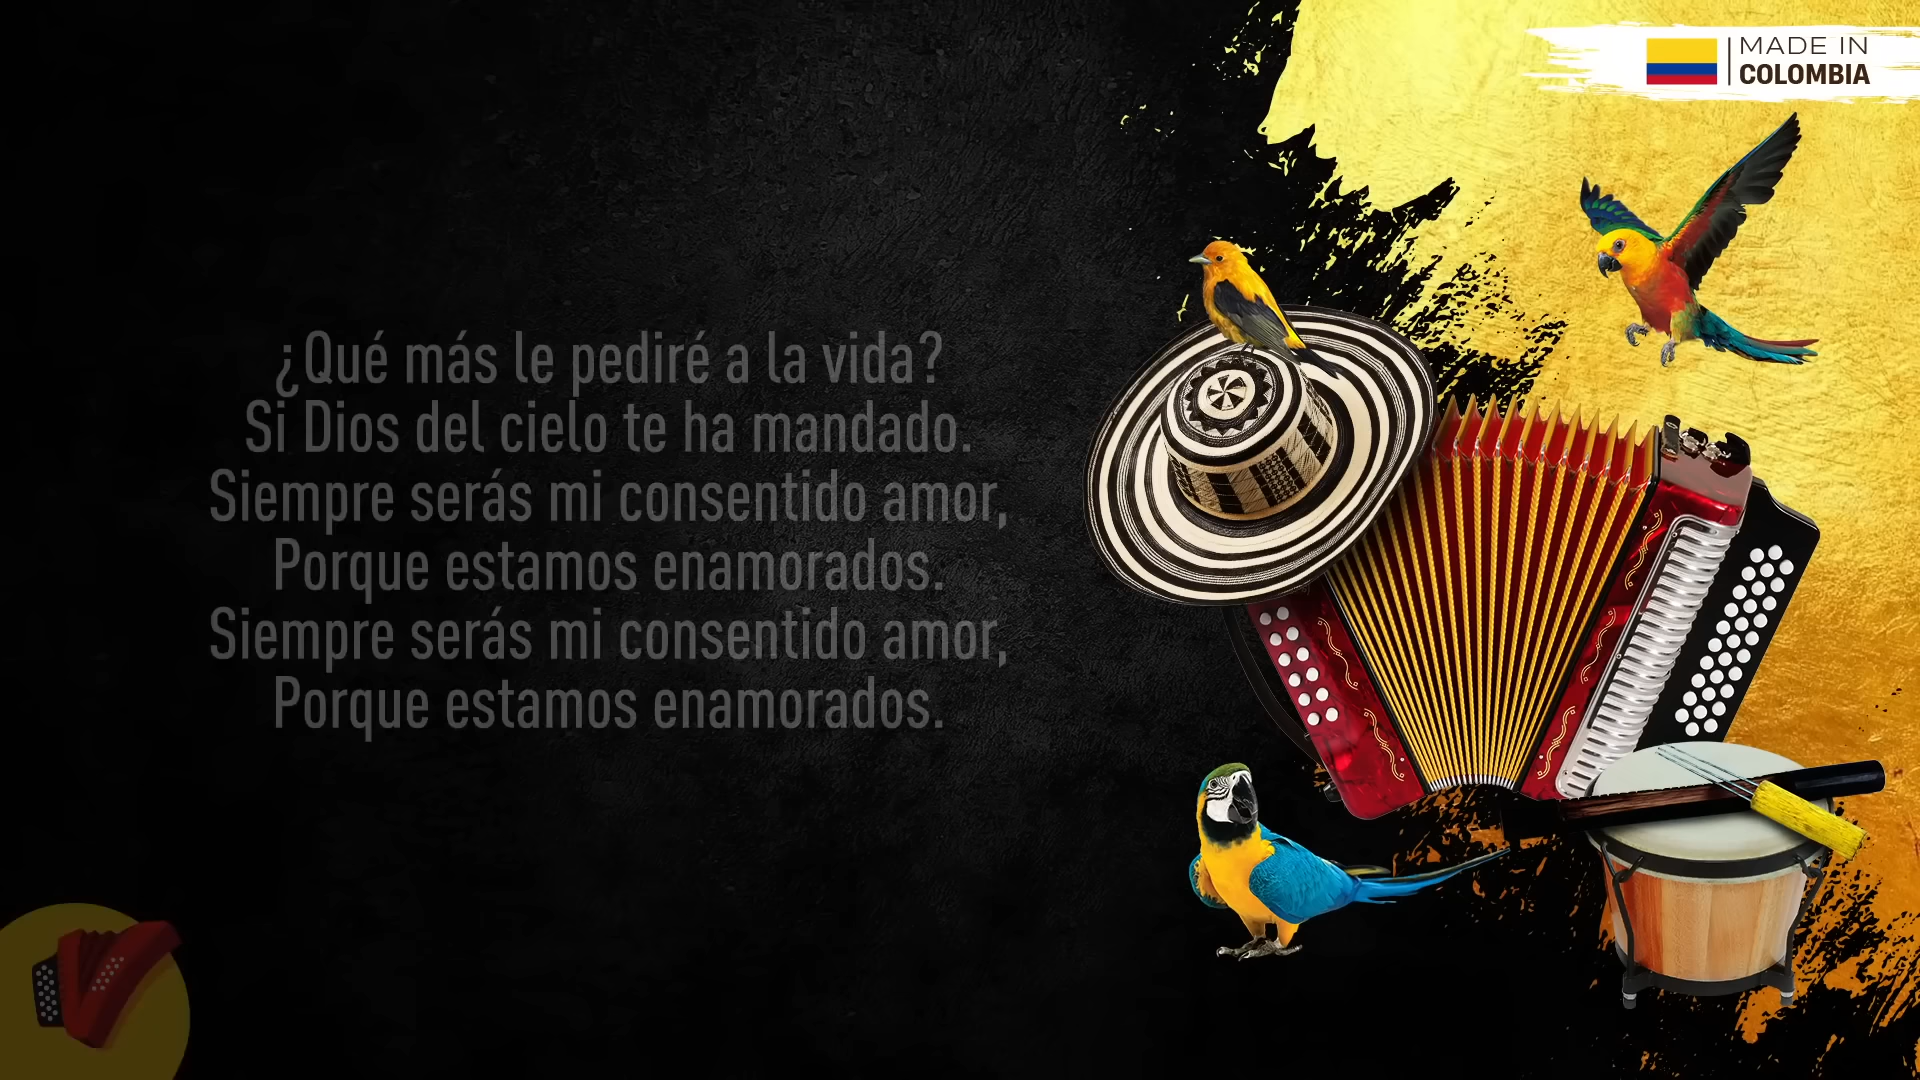 MADE IN
COLOMBIA
¿Qué más le pediré a la vida?
Si Dios del cielo te ha mandado.
Siempre serás mi consentido amor,
Porque estamos enamorados.
Siempre serás mi consentido amor,
Porque estamos enamorados.